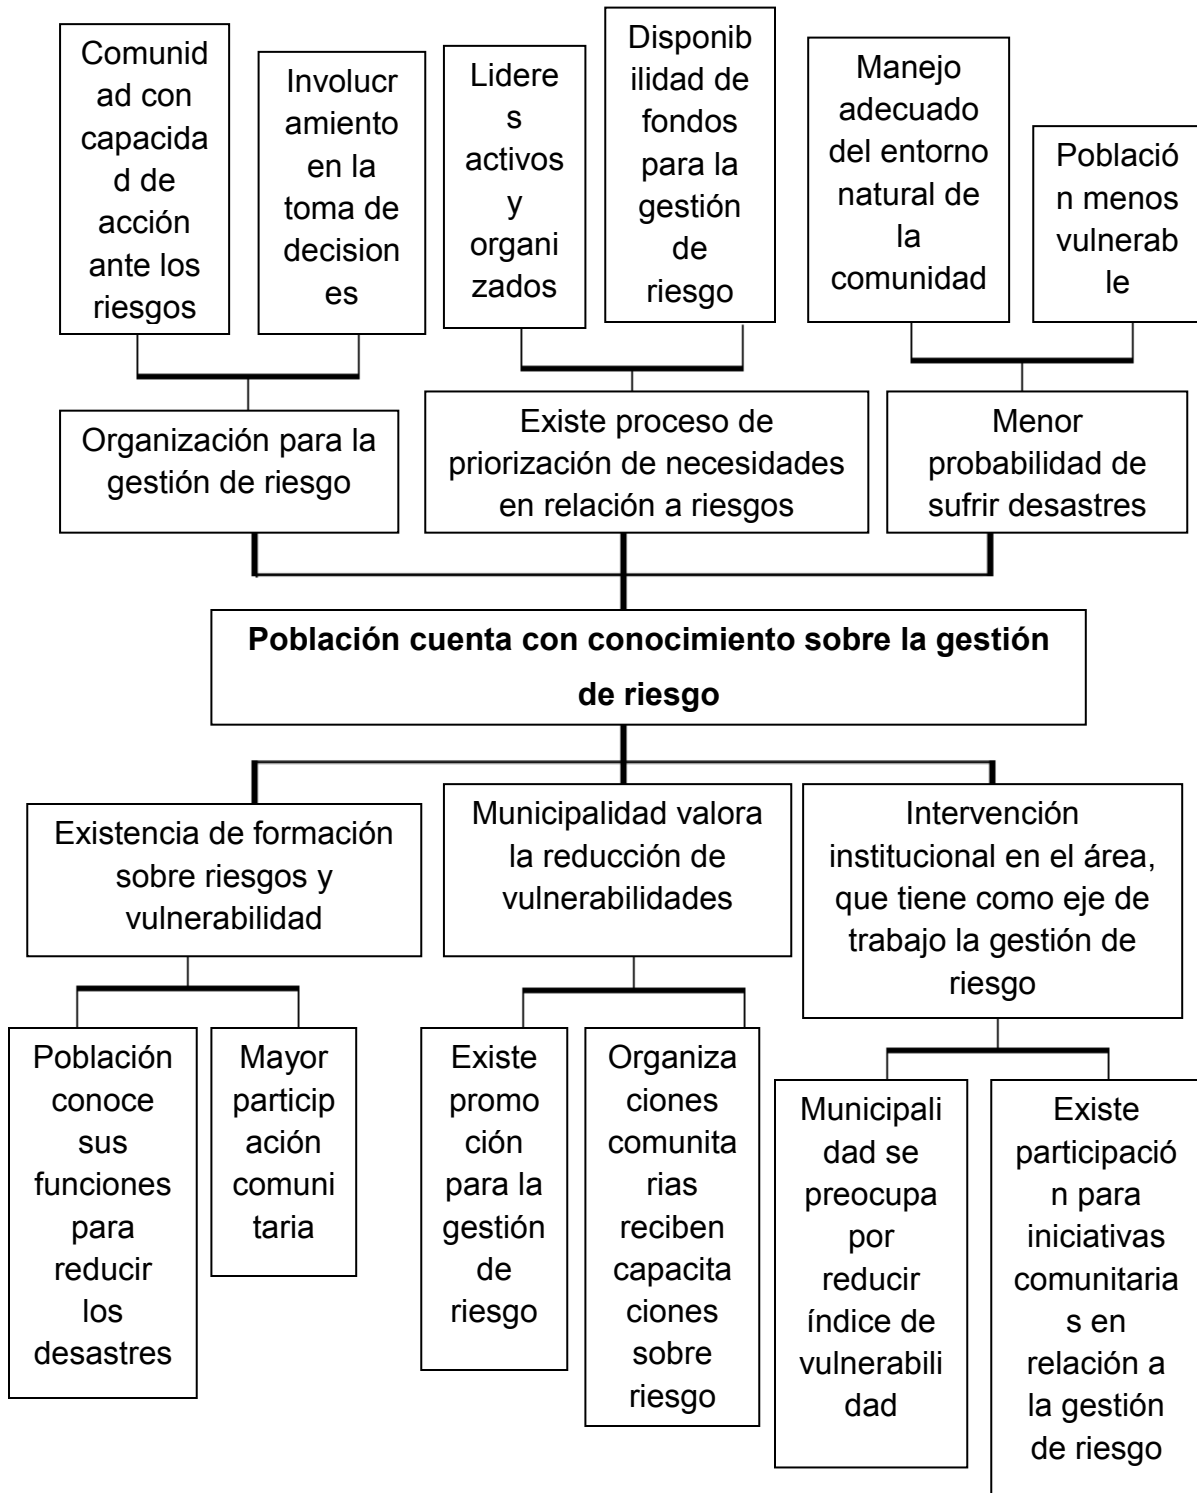 Comunid
ad con
capacida
d de
acción
ante los
riesgos
Involucr
amiento
en la
toma de
decision
es
Lidere
s
activos
y
organi
zados
Disponib
ilidad de
fondos
para la
gestión
de
riesgo
Manejo
adecuado
del entorno
natural de
la
comunidad
Població
n menos
vulnerab
le
Organización para la
gestión de riesgo
Existe proceso de
priorización de necesidades
en relación a riesgos
Menor
probabilidad de
sufrir desastres
Población cuenta con conocimiento sobre la gestión
de riesgo
Existencia de formación
sobre riesgos y
vulnerabilidad
Municipalidad valora
la reducción de
vulnerabilidades
Intervención
institucional en el área,
que tiene como eje de
trabajo la gestión de
riesgo
Población
conoce
sus
funciones
para
reducir
los
desastres
Mayor
particip
ación
comuni
taria
Existe
promo
ción
para la
gestión
de
riesgo
Organiza
ciones
comunita
rias
reciben
capacita
ciones
sobre
riesgo
Municipali
dad se
preocupa
por
reducir
índice de
vulnerabili
dad
Existe
participació
n para
iniciativas
comunitaria
s en
relación a
la gestión
de riesgo